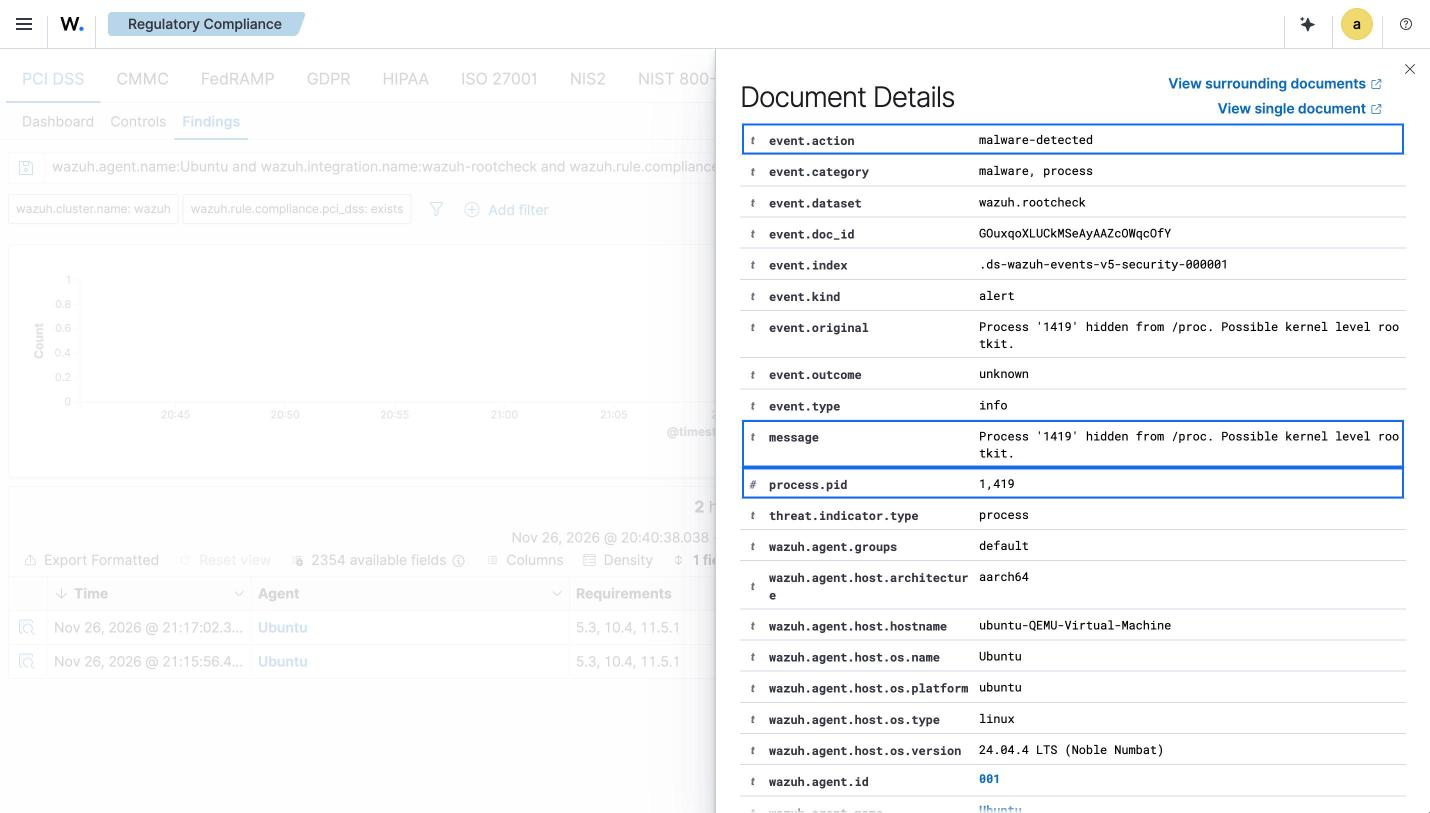 W.
Regulatory Compliance
a
PCI DSS
CMMC
FedRAMP
GDPR
HIPAA
ISO 27001
NIS2
NIST 800-
Dashboard
Controls
Findings
wazuh.agent.name:Ubuntu and wazuh.integration.name:wazuh-rootcheck and wazuh.rule.compliance
wazuh.cluster.name: wazuh
wazuh.rule.compliance.pci_dss: exists
Add filter
Count
1
0.8
0.6
0.4
0.2
0
20:45
20:50
20:55
21:00
21:05
@timest
2 h
Nov 26, 2026 @ 20:40:38.038 -
Export Formatted
Reset view
2354 available fields
Columns
Density
1 fie
Time
Agent
Requirements
Nov 26, 2026 @ 21:17:02.3...
Ubuntu
5.3, 10.4, 11.5.1
Nov 26, 2026 @ 21:15:56.4...
Ubuntu
5.3, 10.4, 11.5.1
Document Details
View surrounding documents
View single document
t event.action malware-detected
t event.category malware, process
t event.dataset wazuh.rootcheck
t event.doc_id GOuxqoXLUCkMSeAyAAZcOWqcOfY
t event.index .ds-wazuh-events-v5-security-000001
t event.kind alert
t event.original Process '1419' hidden from /proc. Possible kernel level roo
tkit.
t event.outcome unknown
t event.type info
t message Process '1419' hidden from /proc. Possible kernel level roo
tkit.
# process.pid 1,419
t threat.indicator.type process
t wazuh.agent.groups default
t wazuh.agent.host.architectur aarch64
e
t wazuh.agent.host.hostname ubuntu-QEMU-Virtual-Machine
t wazuh.agent.host.os.name Ubuntu
t wazuh.agent.host.os.platform ubuntu
t wazuh.agent.host.os.type linux
t wazuh.agent.host.os.version 24.04.4 LTS (Noble Numbat)
t wazuh.agent.id 001
t wazuh.agent.name Ubuntu